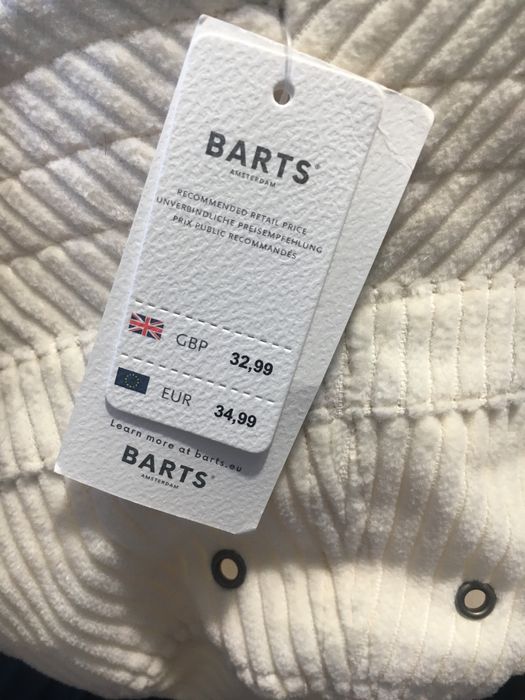 BARTS®
AMSTERDAM
RECOMMENDED RETAIL PRICE
UNVERBINDLICHE PREISEMPFEHLUNG
PRIX PUBLIC RECOMMANDÉS
GBP 32,99
EUR 34,99
Learn more at barts.eu
BARTS®
AMSTERDAM